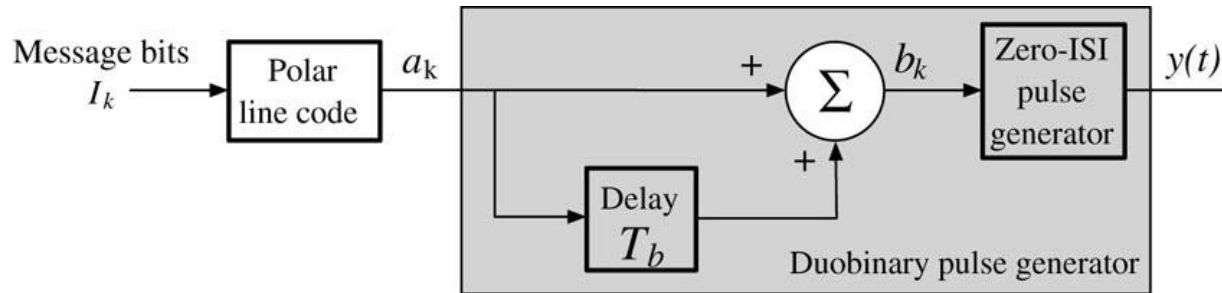 Message bits
I_k
Polar
line code
a_k
+
Σ
+
b_k
Zero-ISI
pulse
generator
y(t)
Delay
T_b
Duobinary pulse generator